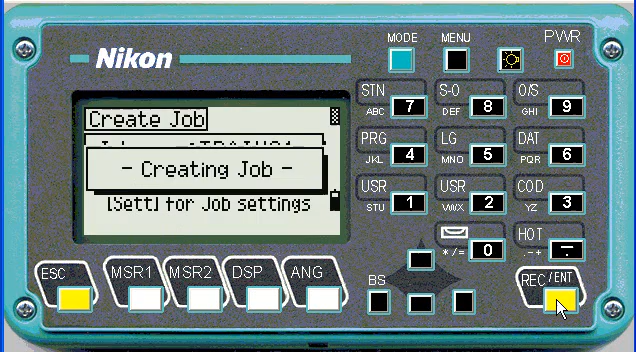 Nikon
MODE MENU PWR
Create Job
- Creating Job -
[Sett] for Job settings
STN ABC 7
S-O DEF 8
O/S GHI 9
PRG JKL 4
LG MNO 5
DAT PQR 6
USR STU 1
USR VWX 2
COD YZ 3
*/= 0
HOT .-+ —.
ESC MSR1 MSR2 DSP ANG
BS
REC/ENT